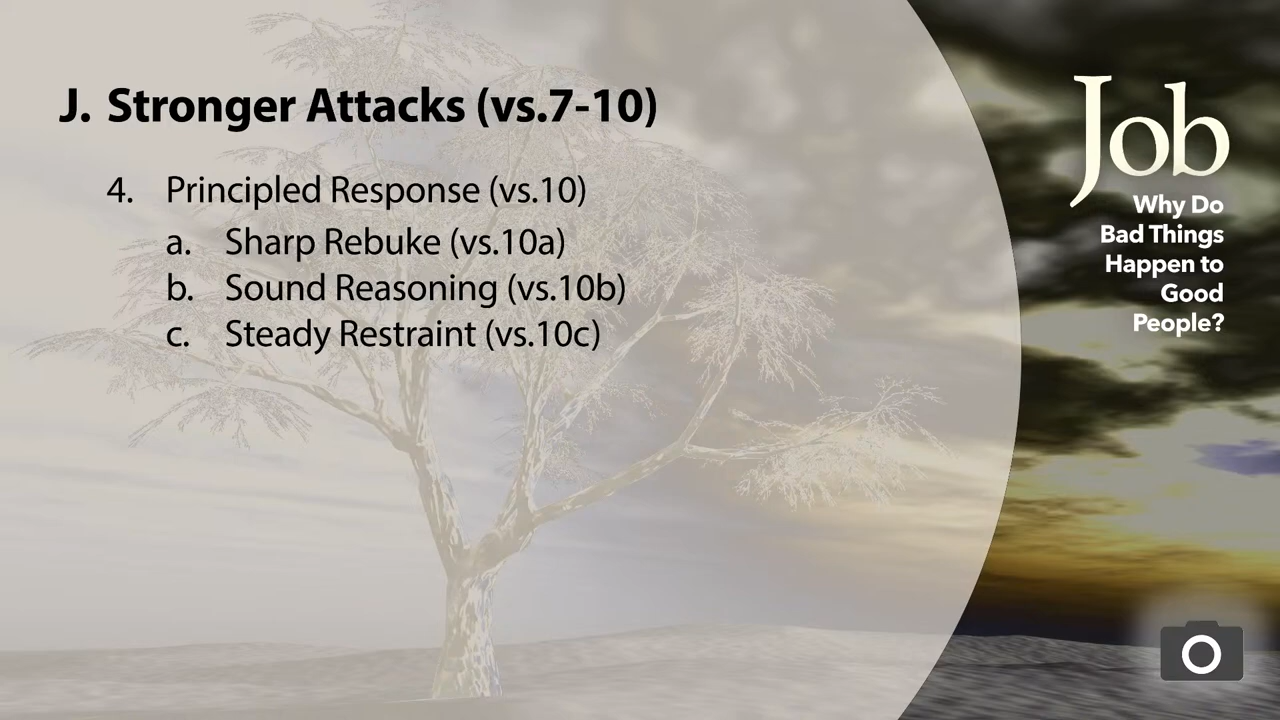 J. Stronger Attacks (vs.7-10)
4. Principled Response (vs.10)
a. Sharp Rebuke (vs.10a)
b. Sound Reasoning (vs.10b)
c. Steady Restraint (vs.10c)
Job
Why Do
Bad Things
Happen to
Good
People?